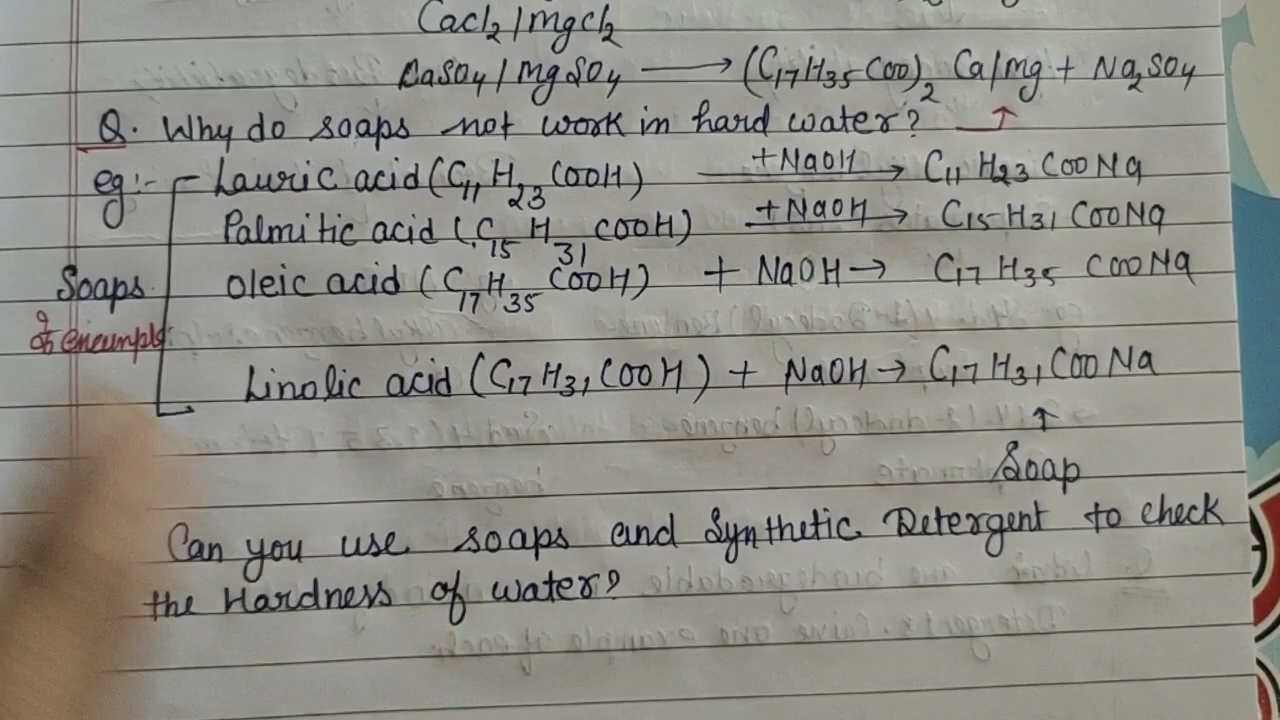 CaCl2/MgCl2
CaSO4/MgSO4 → (C17H35COO)2 Ca/Mg + Na2SO4
Q. Why do soaps not work in hard water?
eg:- Lauric acid (C11H23COOH) +NaOH → C11H23COONa
Palmitic acid (C15H31COOH) +NaOH → C15H31COONa
Soaps oleic acid (C17H35COOH) + NaOH → C17H35COONa
Linolic acid (C17H31COOH) + NaOH → C17H31COONa
Soap
Can you use soaps and Synthetic Detergent to check
the Hardness of water?